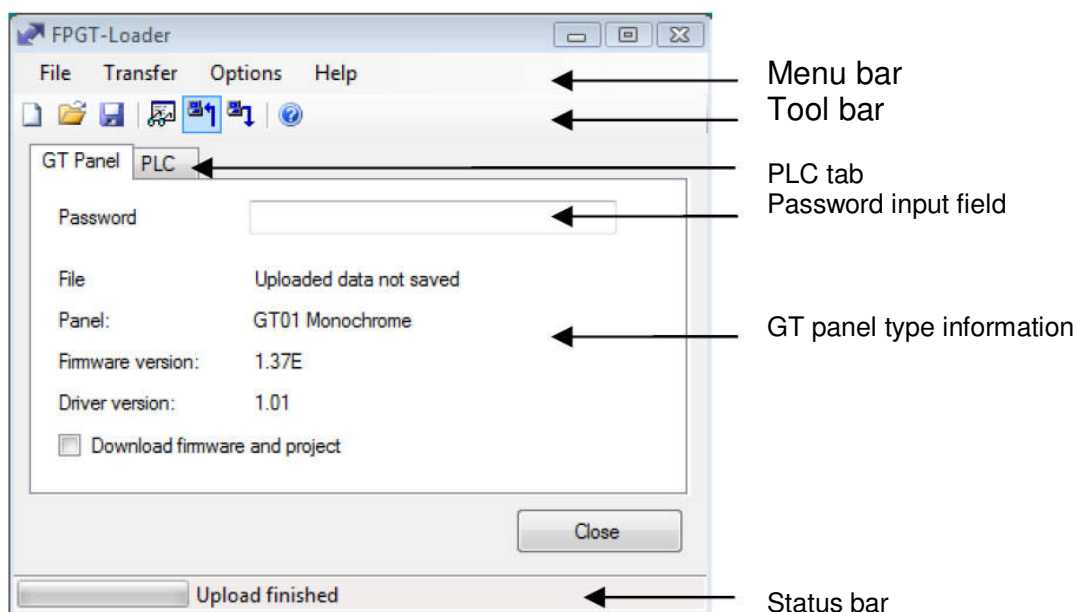 FPGT-Loader
File Transfer Options Help
Menu bar
Tool bar
GT Panel PLC
PLC tab
Password
Password input field
File Uploaded data not saved
Panel: GT01 Monochrome
GT panel type information
Firmware version: 1.37E
Driver version: 1.01
Download firmware and project
Close
Upload finished
Status bar